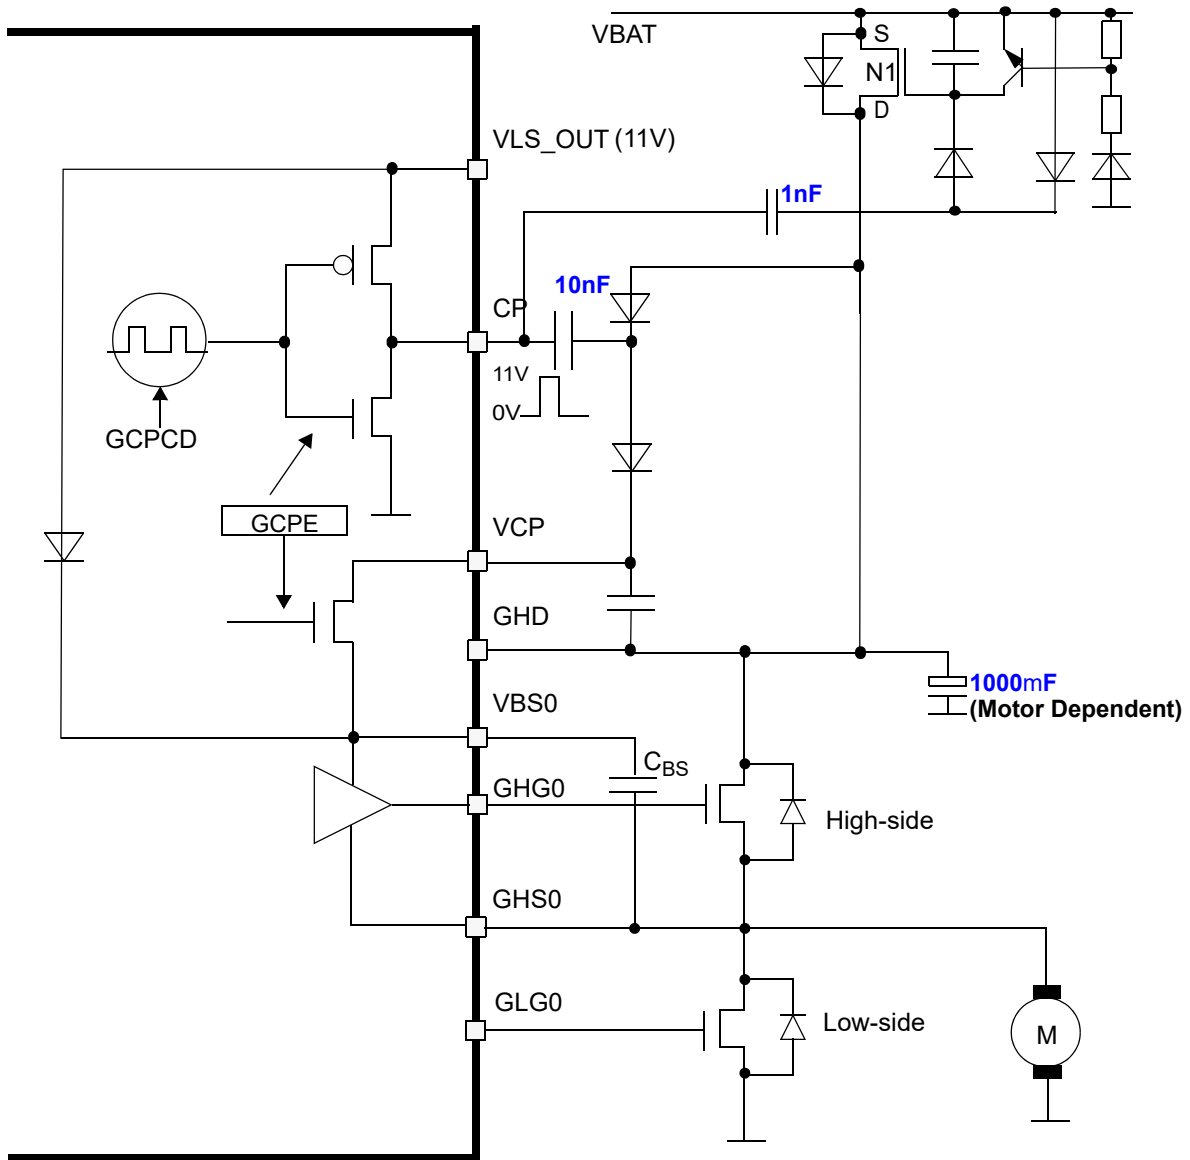 VBAT
S
N1
D
VLS_OUT (11V)
1nF
10nF
CP
11V
0V
GCPCD
GCPE
VCP
GHD
1000mF
(Motor Dependent)
VBS0
CBS
GHG0
High-side
GHS0
GLG0
Low-side
M